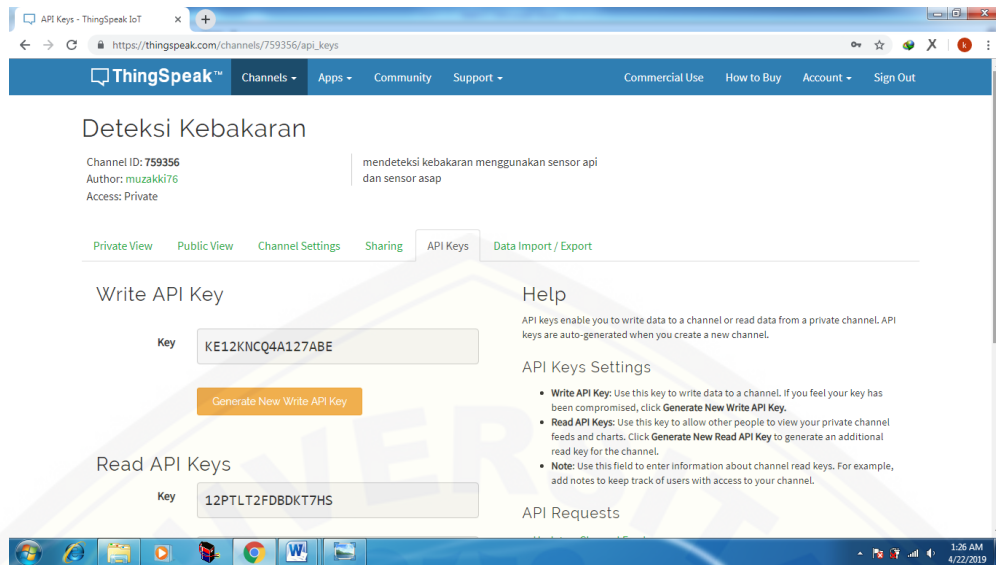 API Keys - ThingSpeak IoT
https://thingspeak.com/channels/759356/api_keys
ThingSpeak™ Channels Apps Community Support Commercial Use How to Buy Account Sign Out
Deteksi Kebakaran
Channel ID: 759356
Author: muzakki76
Access: Private
mendeteksi kebakaran menggunakan sensor api
dan sensor asap
Private View Public View Channel Settings Sharing API Keys Data Import / Export
Write API Key
Key KE12KNCQ4A127ABE
Generate New Write API Key
Read API Keys
Key 12PTLT2FDBDKT7HS
Help
API keys enable you to write data to a channel or read data from a private channel. API
keys are auto-generated when you create a new channel.
API Keys Settings
• Write API Key: Use this key to write data to a channel. If you feel your key has
been compromised, click Generate New Write API Key.
• Read API Keys: Use this key to allow other people to view your private channel
feeds and charts. Click Generate New Read API Key to generate an additional
read key for the channel.
• Note: Use this field to enter information about channel read keys. For example,
add notes to keep track of users with access to your channel.
API Requests
1:26 AM
4/22/2019